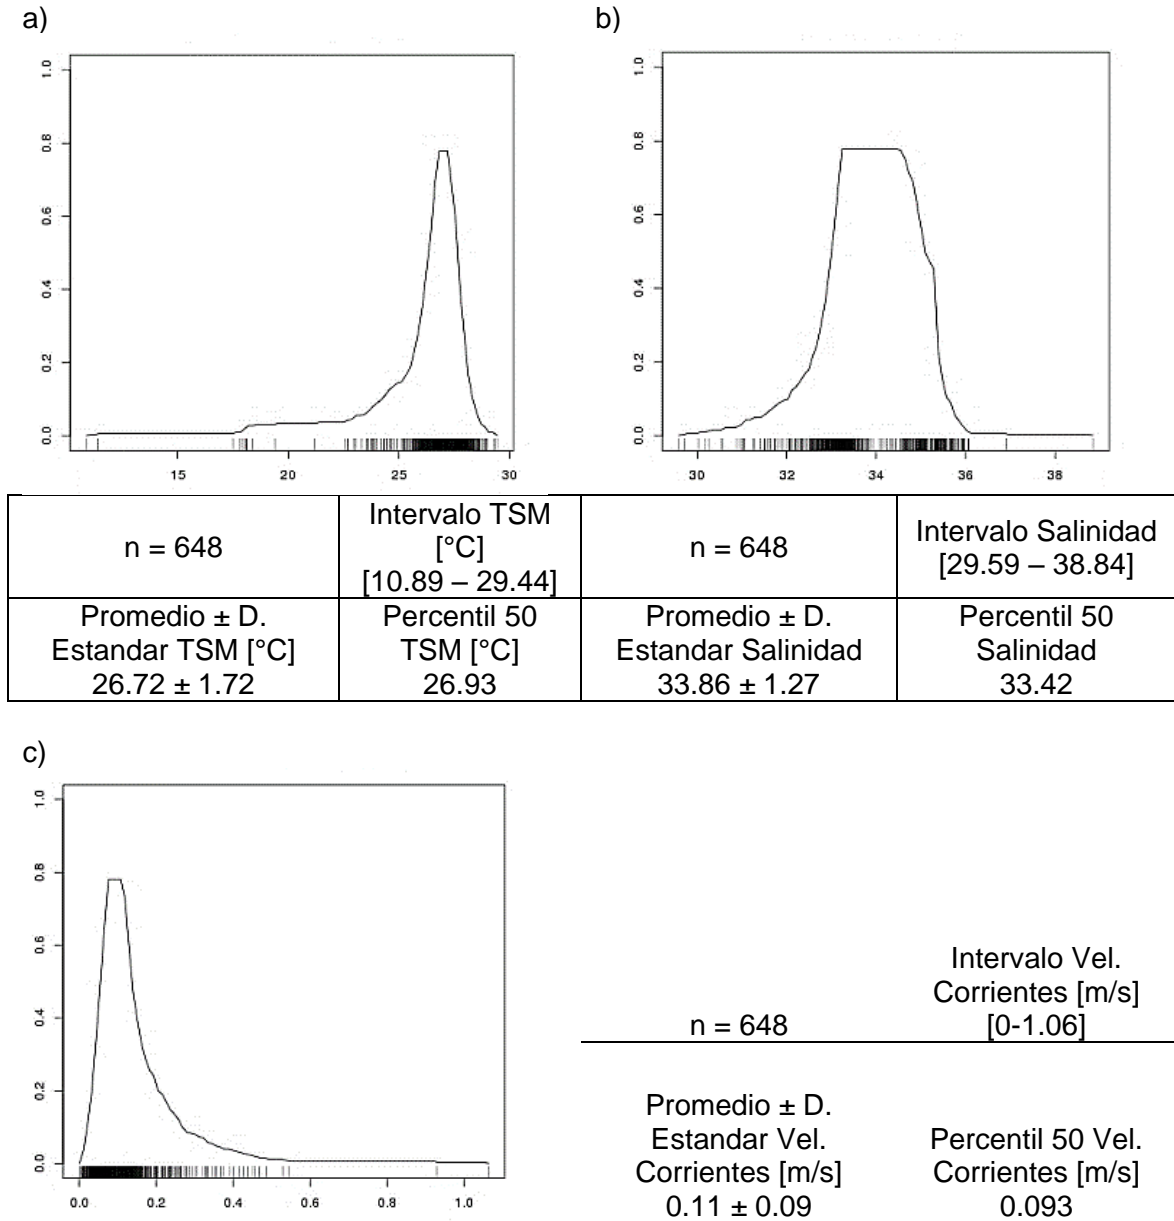 a)
b)
1.0
0.8
0.6
0.4
0.2
0.0
15 20 25 30
1.0
0.8
0.6
0.4
0.2
0.0
30 32 34 36 38
n = 648
Intervalo TSM
[°C]
[10.89 – 29.44]
n = 648
Intervalo Salinidad
[29.59 – 38.84]
Promedio ± D.
Estandar TSM [°C]
26.72 ± 1.72
Percentil 50
TSM [°C]
26.93
Promedio ± D.
Estandar Salinidad
33.86 ± 1.27
Percentil 50
Salinidad
33.42
c)
1.0
0.8
0.6
0.4
0.2
0.0
0.0 0.2 0.4 0.6 0.8 1.0
n = 648
Intervalo Vel.
Corrientes [m/s]
[0-1.06]
Promedio ± D.
Estandar Vel.
Corrientes [m/s]
0.11 ± 0.09
Percentil 50 Vel.
Corrientes [m/s]
0.093